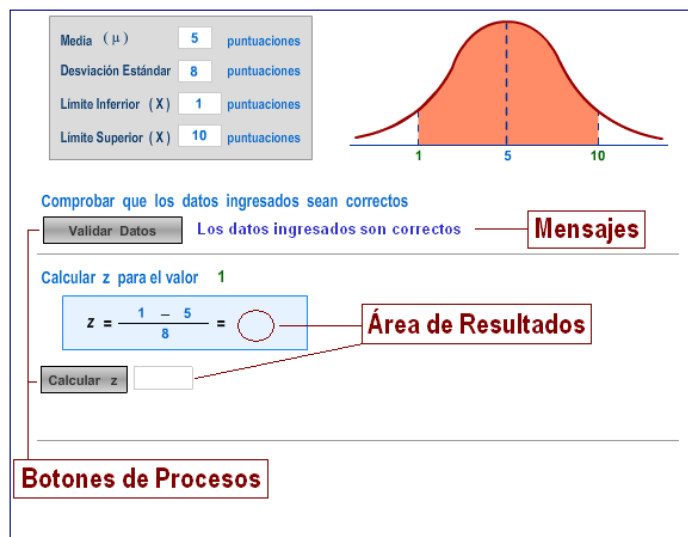 Media ( μ ) 5 puntuaciones
Desviación Estándar 8 puntuaciones
Límite Inferrior ( X ) 1 puntuaciones
Límite Superior ( X ) 10 puntuaciones
1 5 10
Comprobar que los datos ingresados sean correctos
Validar Datos Los datos ingresados son correctos Mensajes
Calcular z para el valor 1
z = 1 – 5 / 8 =
Área de Resultados
Calcular z
Botones de Procesos